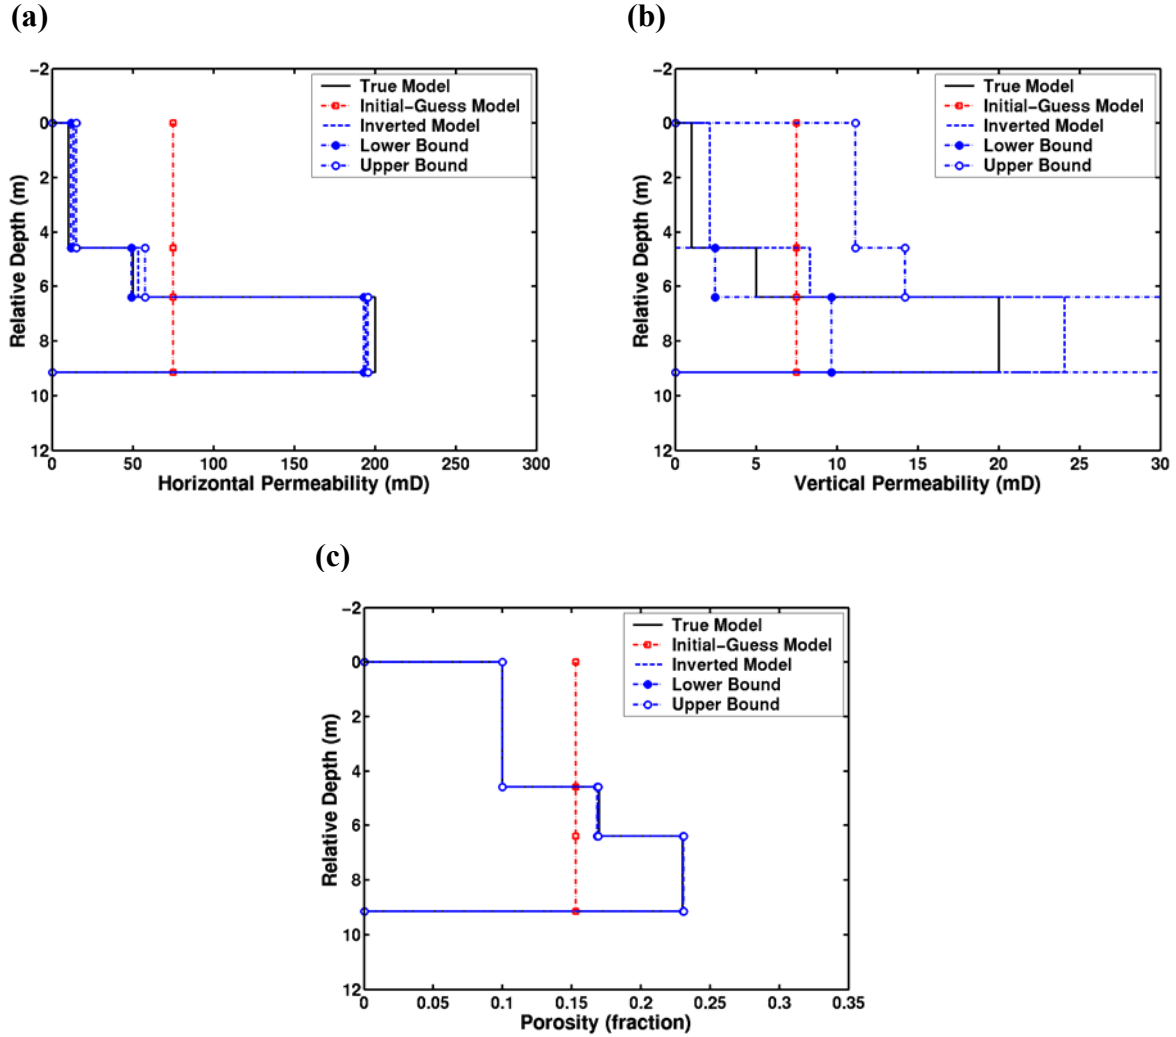 (a)
(b)
True Model
Initial-Guess Model
Inverted Model
Lower Bound
Upper Bound
-2
0
2
4
6
8
10
12
Relative Depth (m)
0 50 100 150 200 250 300
Horizontal Permeability (mD)
True Model
Initial-Guess Model
Inverted Model
Lower Bound
Upper Bound
-2
0
2
4
6
8
10
12
Relative Depth (m)
0 5 10 15 20 25 30
Vertical Permeability (mD)
(c)
True Model
Initial-Guess Model
Inverted Model
Lower Bound
Upper Bound
-2
0
2
4
6
8
10
12
Relative Depth (m)
0 0.05 0.1 0.15 0.2 0.25 0.3 0.35
Porosity (fraction)